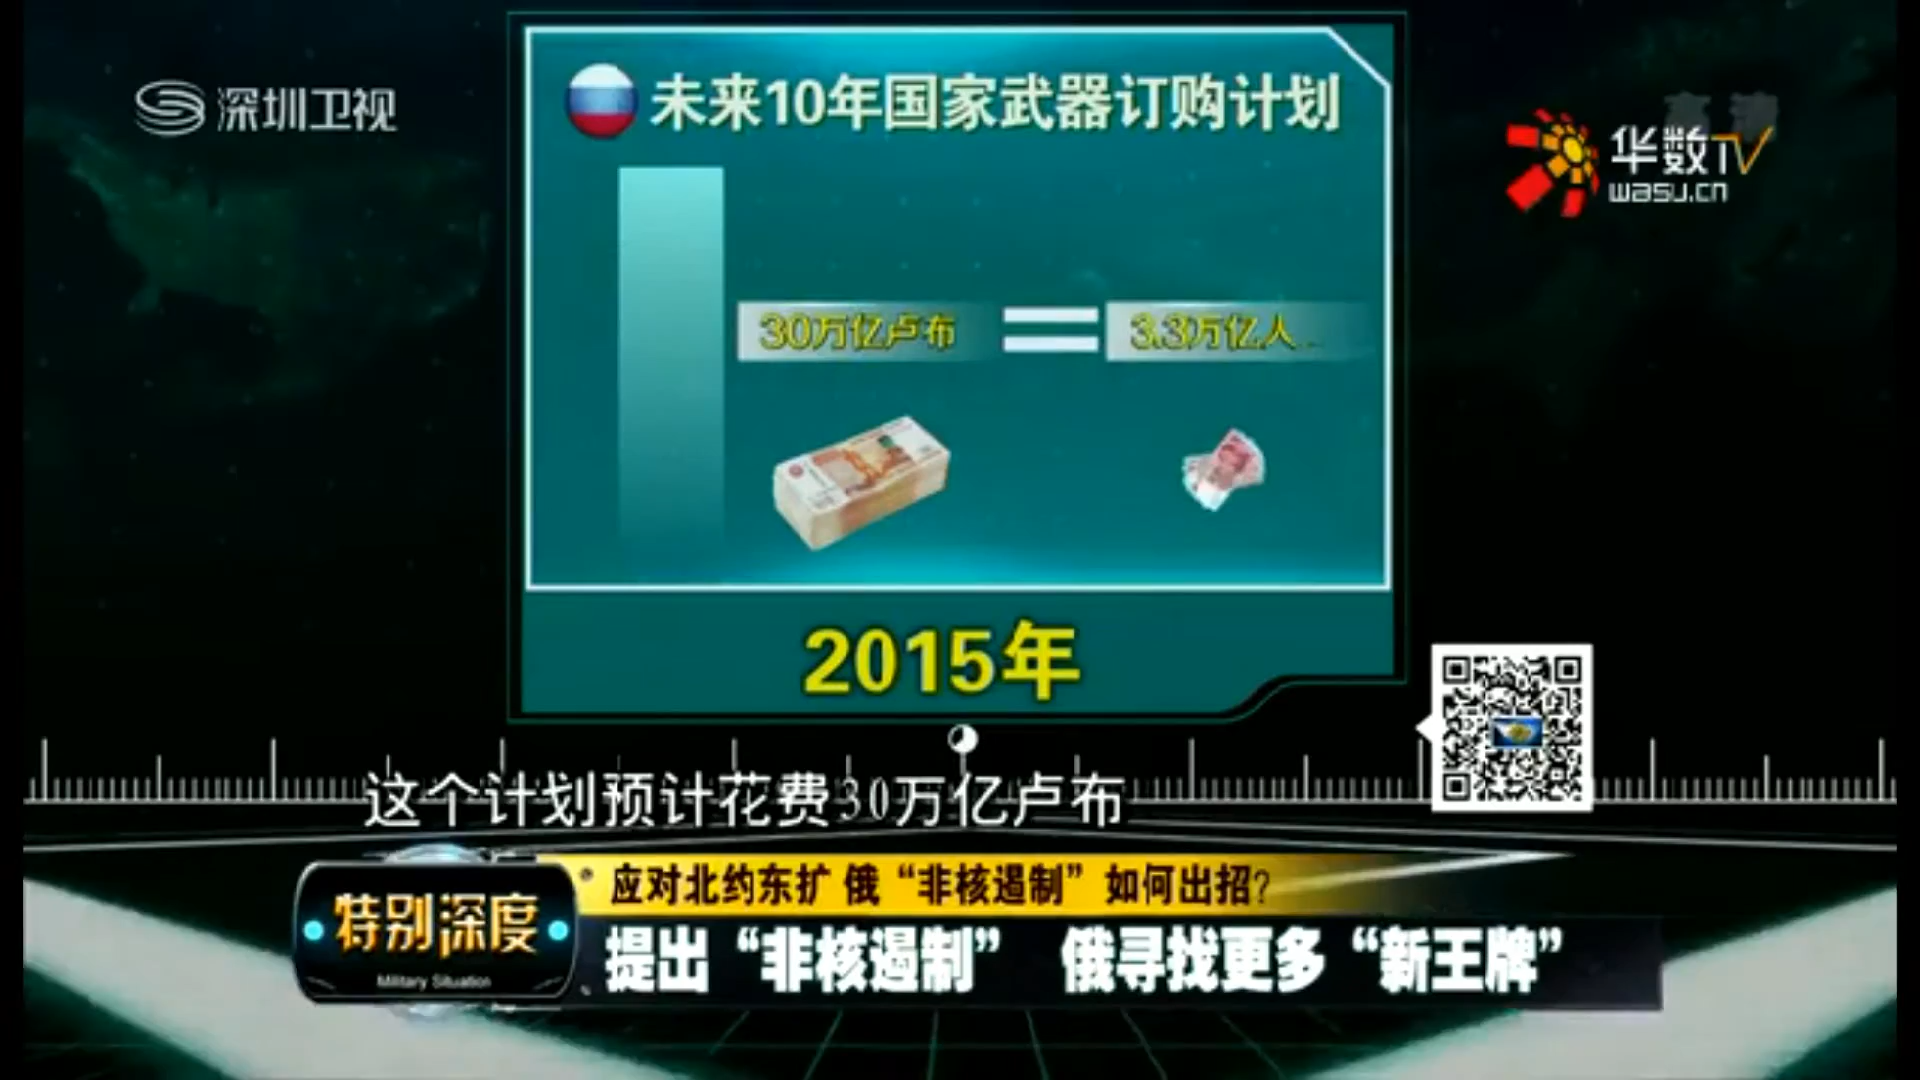 深圳卫视
未来10年国家武器订购计划
高清
华数TV
wasu.cn
30万亿卢布
3.3万亿人
2015年
这个计划预计花费30万亿卢布
特别深度
Military Situation
应对北约东扩 俄“非核遏制”如何出招?
提出“非核遏制” 俄寻找更多“新王牌”